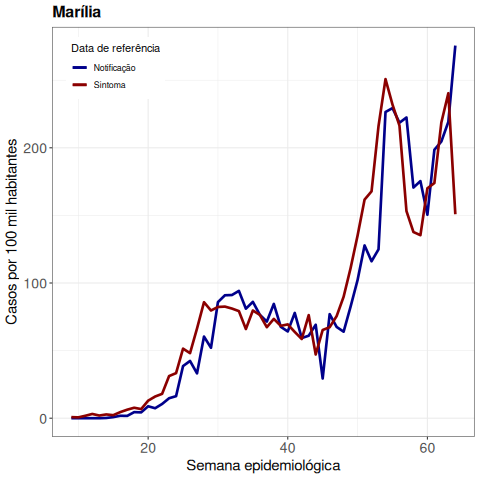 Marília
Data de referência
Notificação
Sintoma
Casos por 100 mil habitantes
200
100
0
20 40 60
Semana epidemiológica